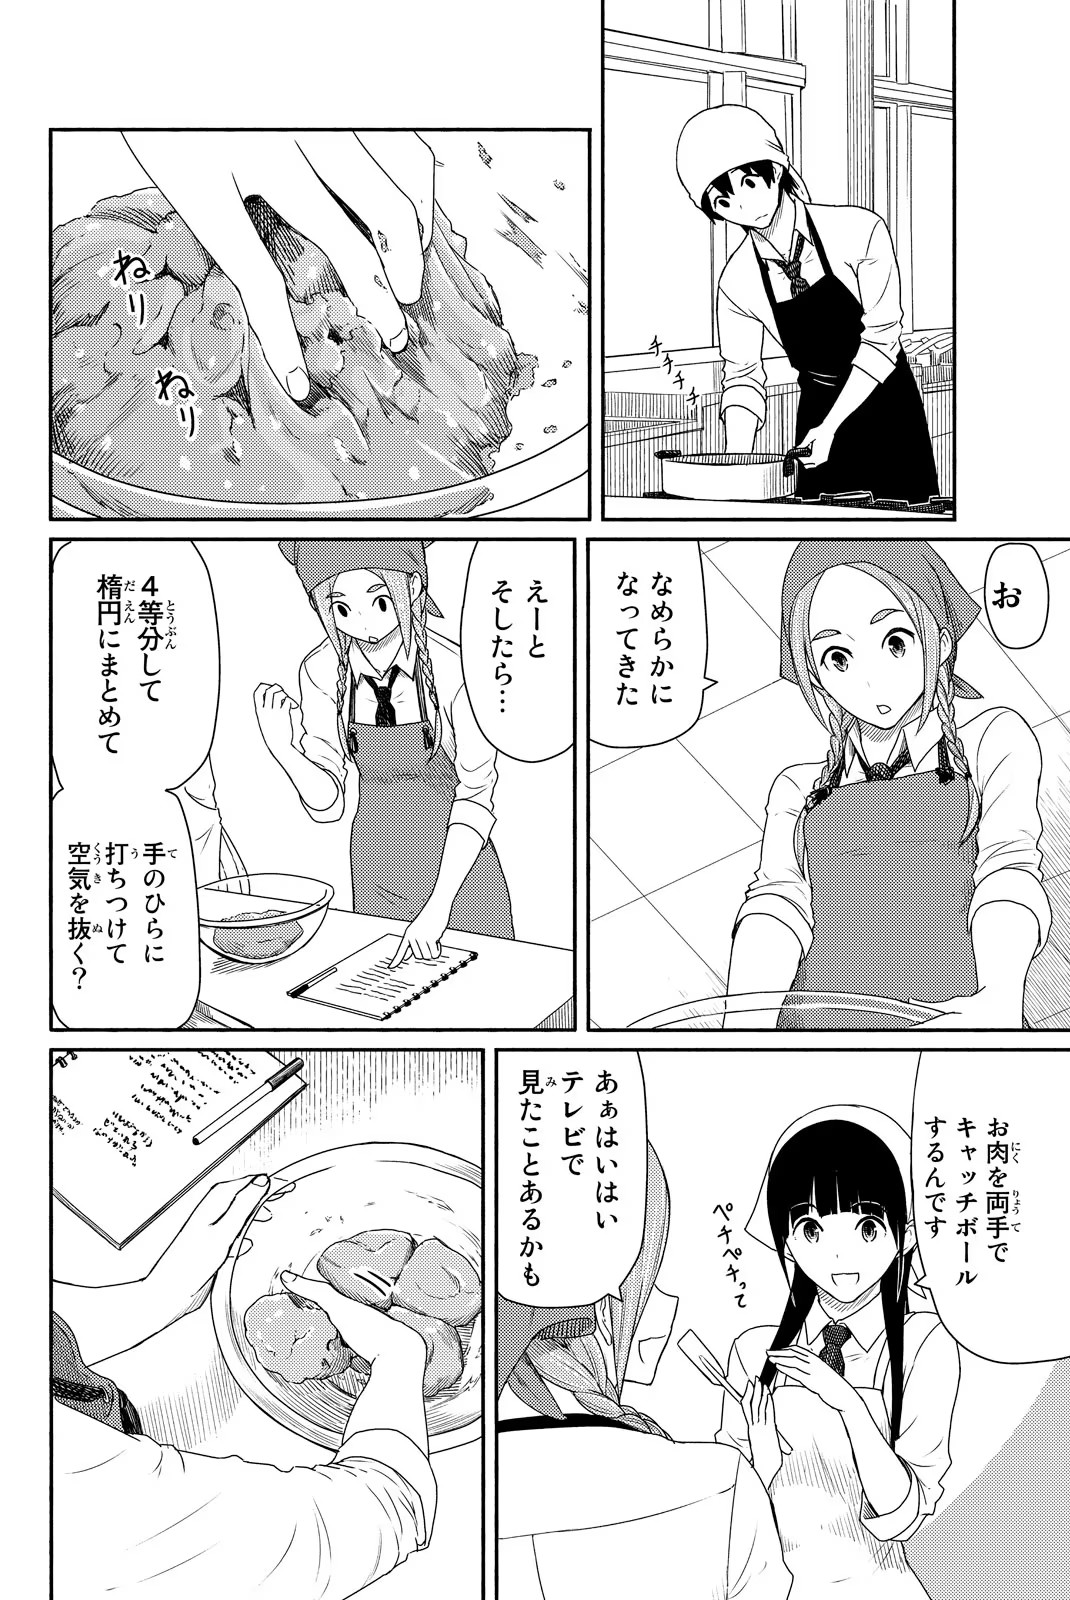 チチチチ
ねり
ねり
お
なめらかに
なってきた
えーと
そしたら…
4等分して
楕円にまとめて
手のひらに
打ちつけて
空気を抜く?
お肉を両手で
キャッチボール
するんです
ペチペチって
あぁはいはい
テレビで
見たことあるかも